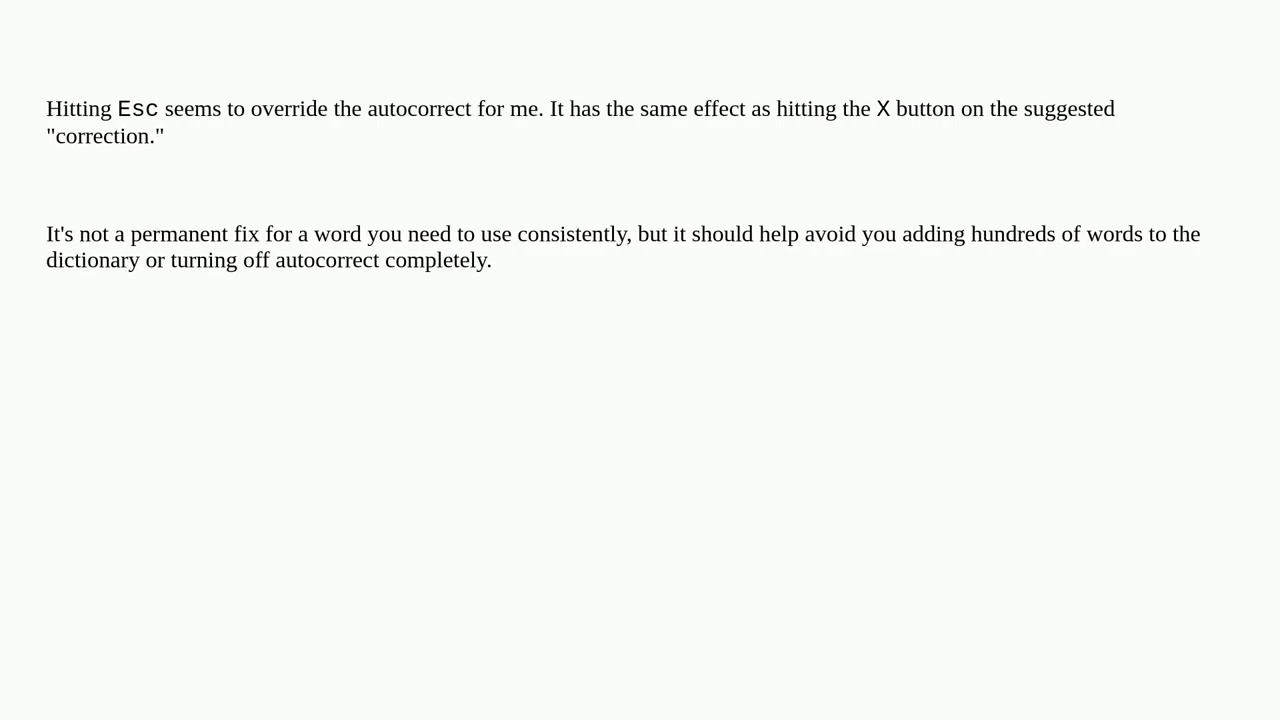 Hitting Esc seems to override the autocorrect for me. It has the same effect as hitting the X button on the suggested
"correction."
It's not a permanent fix for a word you need to use consistently, but it should help avoid you adding hundreds of words to the
dictionary or turning off autocorrect completely.